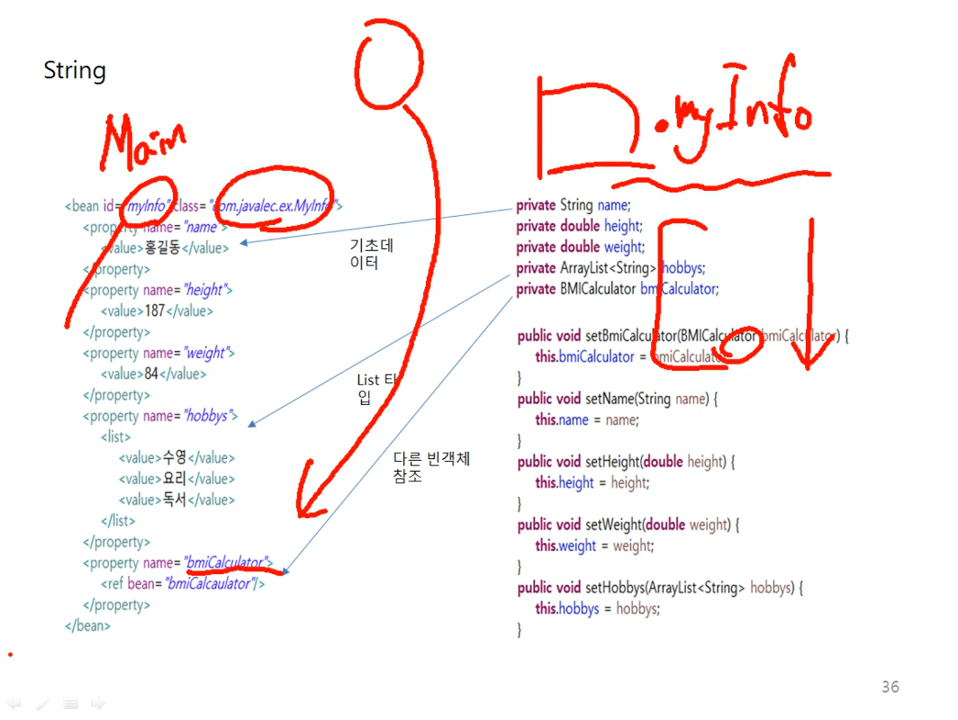 String
Main
.myInfo
<bean id="myInfo" class="com.javalec.ex.MyInfo">
<property name="name">
<value>홍길동</value>
</property>
<property name="height">
<value>187</value>
</property>
<property name="weight">
<value>84</value>
</property>
<property name="hobbys">
<list>
<value>수영</value>
<value>요리</value>
<value>독서</value>
</list>
</property>
<property name="bmiCalculator">
<ref bean="bmiCalcaulator"/>
</property>
</bean>
기초데
이터
List 타
입
다른 빈객체
참조
private String name;
private double height;
private double weight;
private ArrayList<String> hobbys;
private BMICalculator bmiCalculator;
public void setBmiCalculator(BMICalculator bmiCalculator) {
this.bmiCalculator = bmiCalculator;
}
public void setName(String name) {
this.name = name;
}
public void setHeight(double height) {
this.height = height;
}
public void setWeight(double weight) {
this.weight = weight;
}
public void setHobbys(ArrayList<String> hobbys) {
this.hobbys = hobbys;
}
36